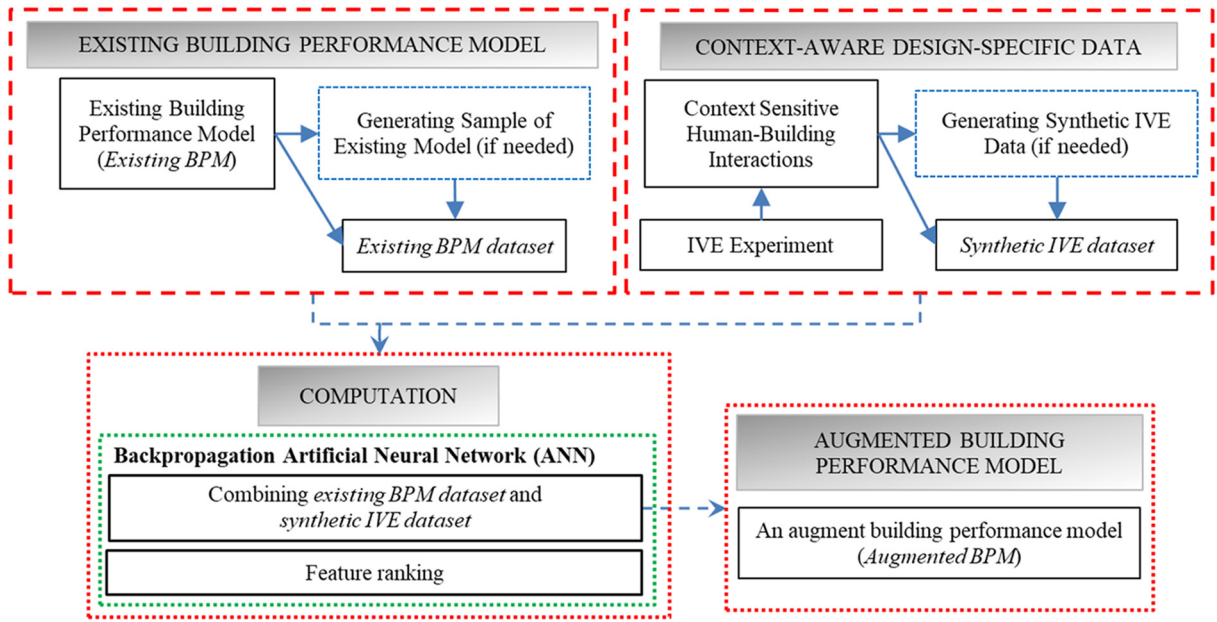 EXISTING BUILDING PERFORMANCE MODEL
Existing Building
Performance Model
(Existing BPM)
Generating Sample of
Existing Model (if needed)
Existing BPM dataset
CONTEXT-AWARE DESIGN-SPECIFIC DATA
Context Sensitive
Human-Building
Interactions
Generating Synthetic IVE
Data (if needed)
IVE Experiment
Synthetic IVE dataset
COMPUTATION
Backpropagation Artificial Neural Network (ANN)
Combining existing BPM dataset and
synthetic IVE dataset
Feature ranking
AUGMENTED BUILDING
PERFORMANCE MODEL
An augment building performance model
(Augmented BPM)